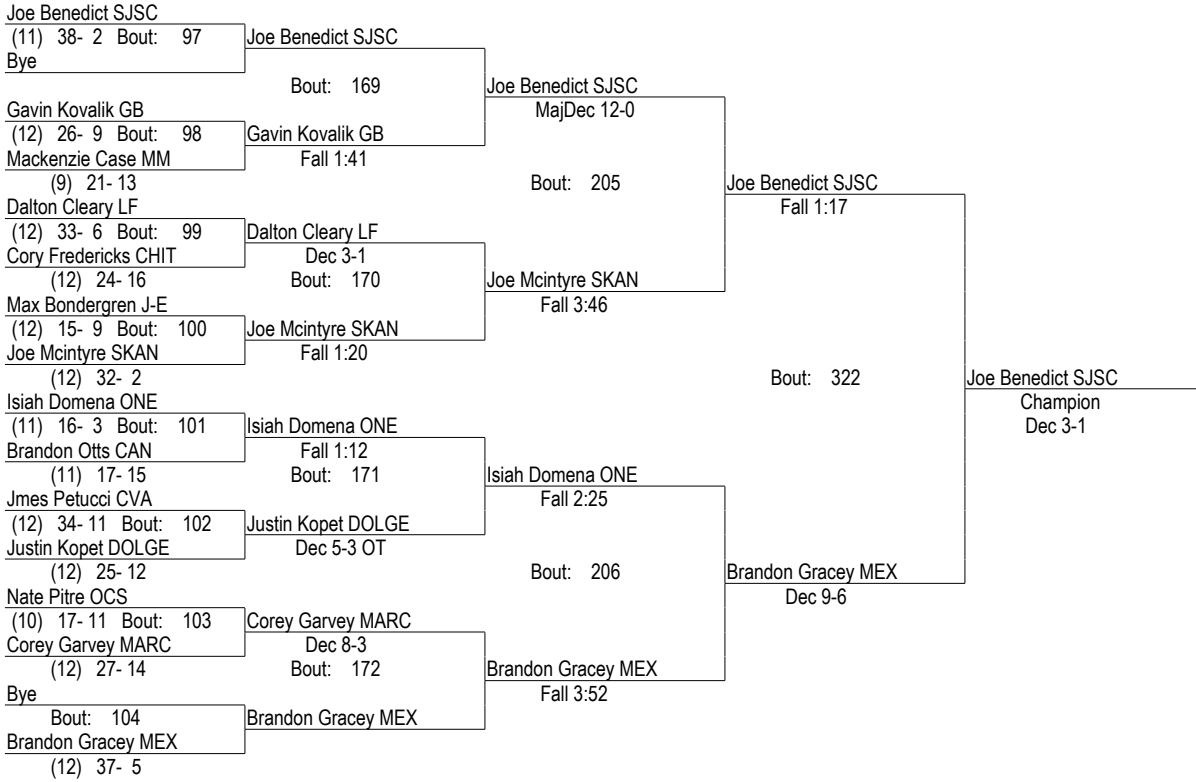 Joe Benedict SJSC
(11) 38- 2 Bout: 97
Joe Benedict SJSC
Bye
Bout: 169
Joe Benedict SJSC
Gavin Kovalik GB
MajDec 12-0
(12) 26- 9 Bout: 98
Gavin Kovalik GB
Mackenzie Case MM
Fall 1:41
(9) 21- 13
Bout: 205
Joe Benedict SJSC
Dalton Cleary LF
Fall 1:17
(12) 33- 6 Bout: 99
Dalton Cleary LF
Cory Fredericks CHIT
Dec 3-1
(12) 24- 16
Bout: 170
Joe Mcintyre SKAN
Max Bondergren J-E
Fall 3:46
(12) 15- 9 Bout: 100
Joe Mcintyre SKAN
Joe Mcintyre SKAN
Fall 1:20
(12) 32- 2
Bout: 322
Joe Benedict SJSC
Isiah Domena ONE
Champion
(11) 16- 3 Bout: 101
Isiah Domena ONE
Dec 3-1
Brandon Otts CAN
Fall 1:12
(11) 17- 15
Bout: 171
Isiah Domena ONE
Jmes Petucci CVA
Fall 2:25
(12) 34- 11 Bout: 102
Justin Kopet DOLGE
Justin Kopet DOLGE
Dec 5-3 OT
(12) 25- 12
Bout: 206
Brandon Gracey MEX
Nate Pitre OCS
Dec 9-6
(10) 17- 11 Bout: 103
Corey Garvey MARC
Corey Garvey MARC
Dec 8-3
(12) 27- 14
Bout: 172
Brandon Gracey MEX
Bye
Fall 3:52
Bout: 104
Brandon Gracey MEX
Brandon Gracey MEX
(12) 37- 5